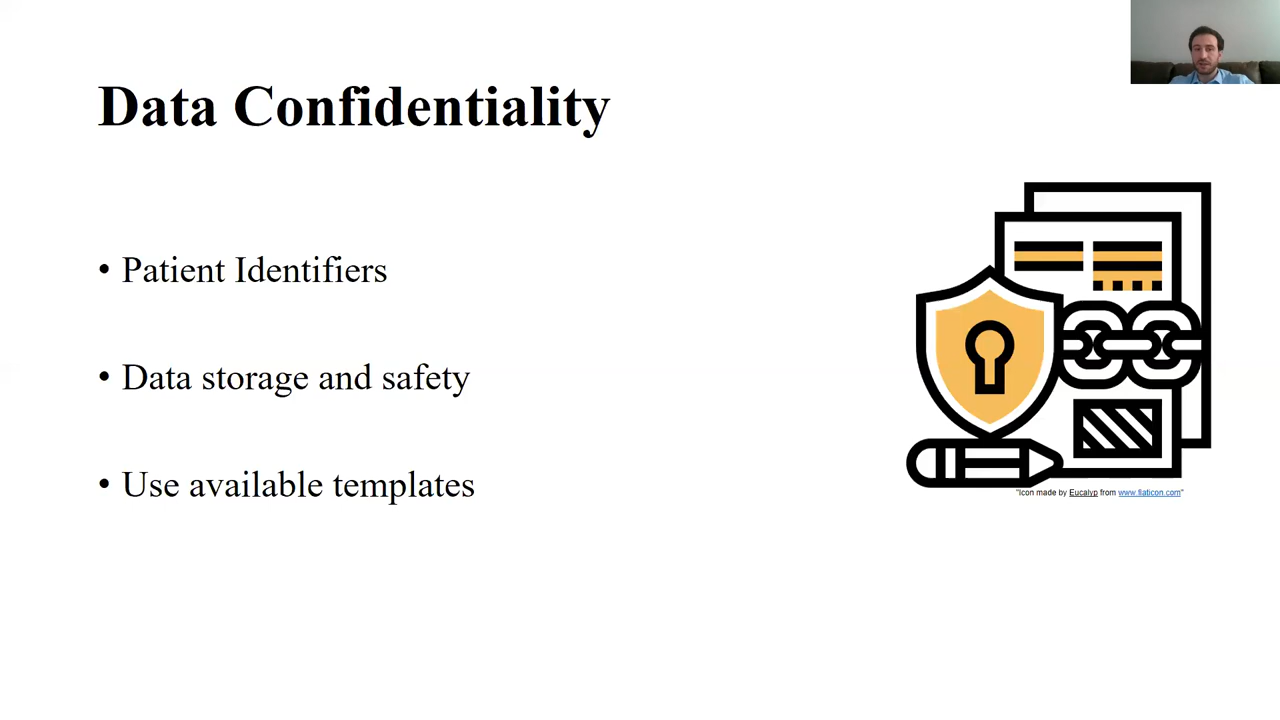 Data Confidentiality
• Patient Identifiers
• Data storage and safety
• Use available templates
"Icon made by Eucalyp from www.flaticon.com"